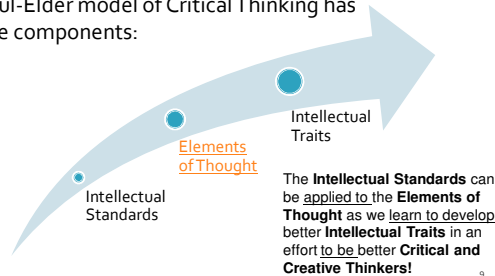 ul-Elder model of Critical Thinking has
e components:
Intellectual
Traits
Elements
of Thought
Intellectual
Standards
The Intellectual Standards can
be applied to the Elements of
Thought as we learn to develop
better Intellectual Traits in an
effort to be better Critical and
Creative Thinkers!
9